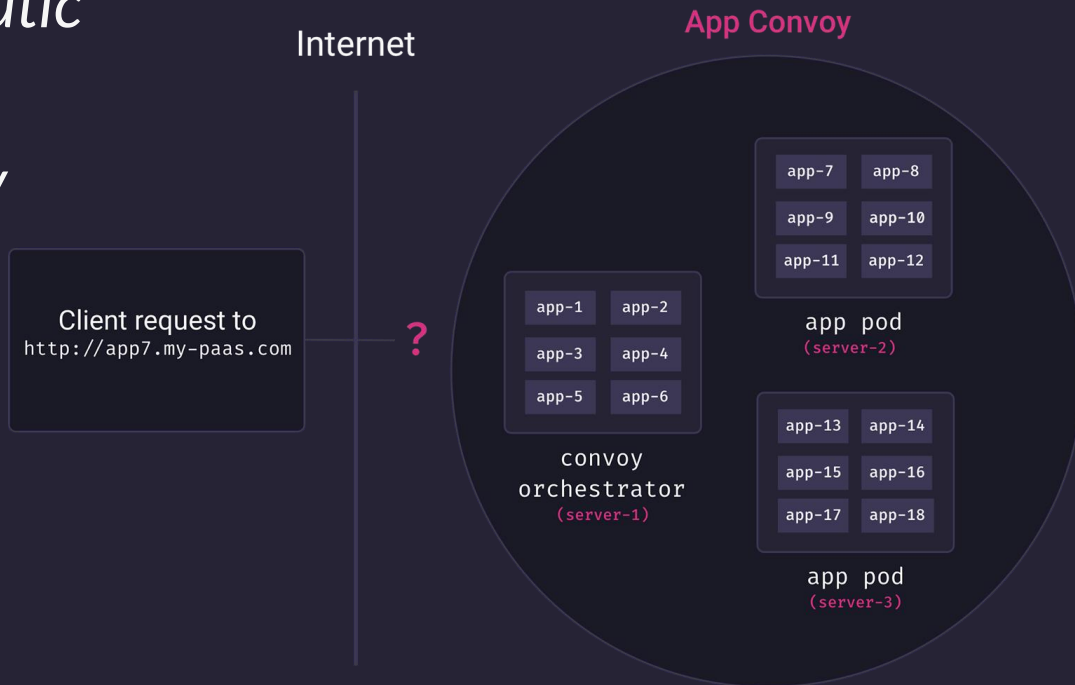 Internet
App Convoy
Client request to
http://app7.my-paas.com
?
app-1 app-2
app-3 app-4
app-5 app-6
convoy
orchestrator
(server-1)
app-7 app-8
app-9 app-10
app-11 app-12
app pod
(server-2)
app-13 app-14
app-15 app-16
app-17 app-18
app pod
(server-3)